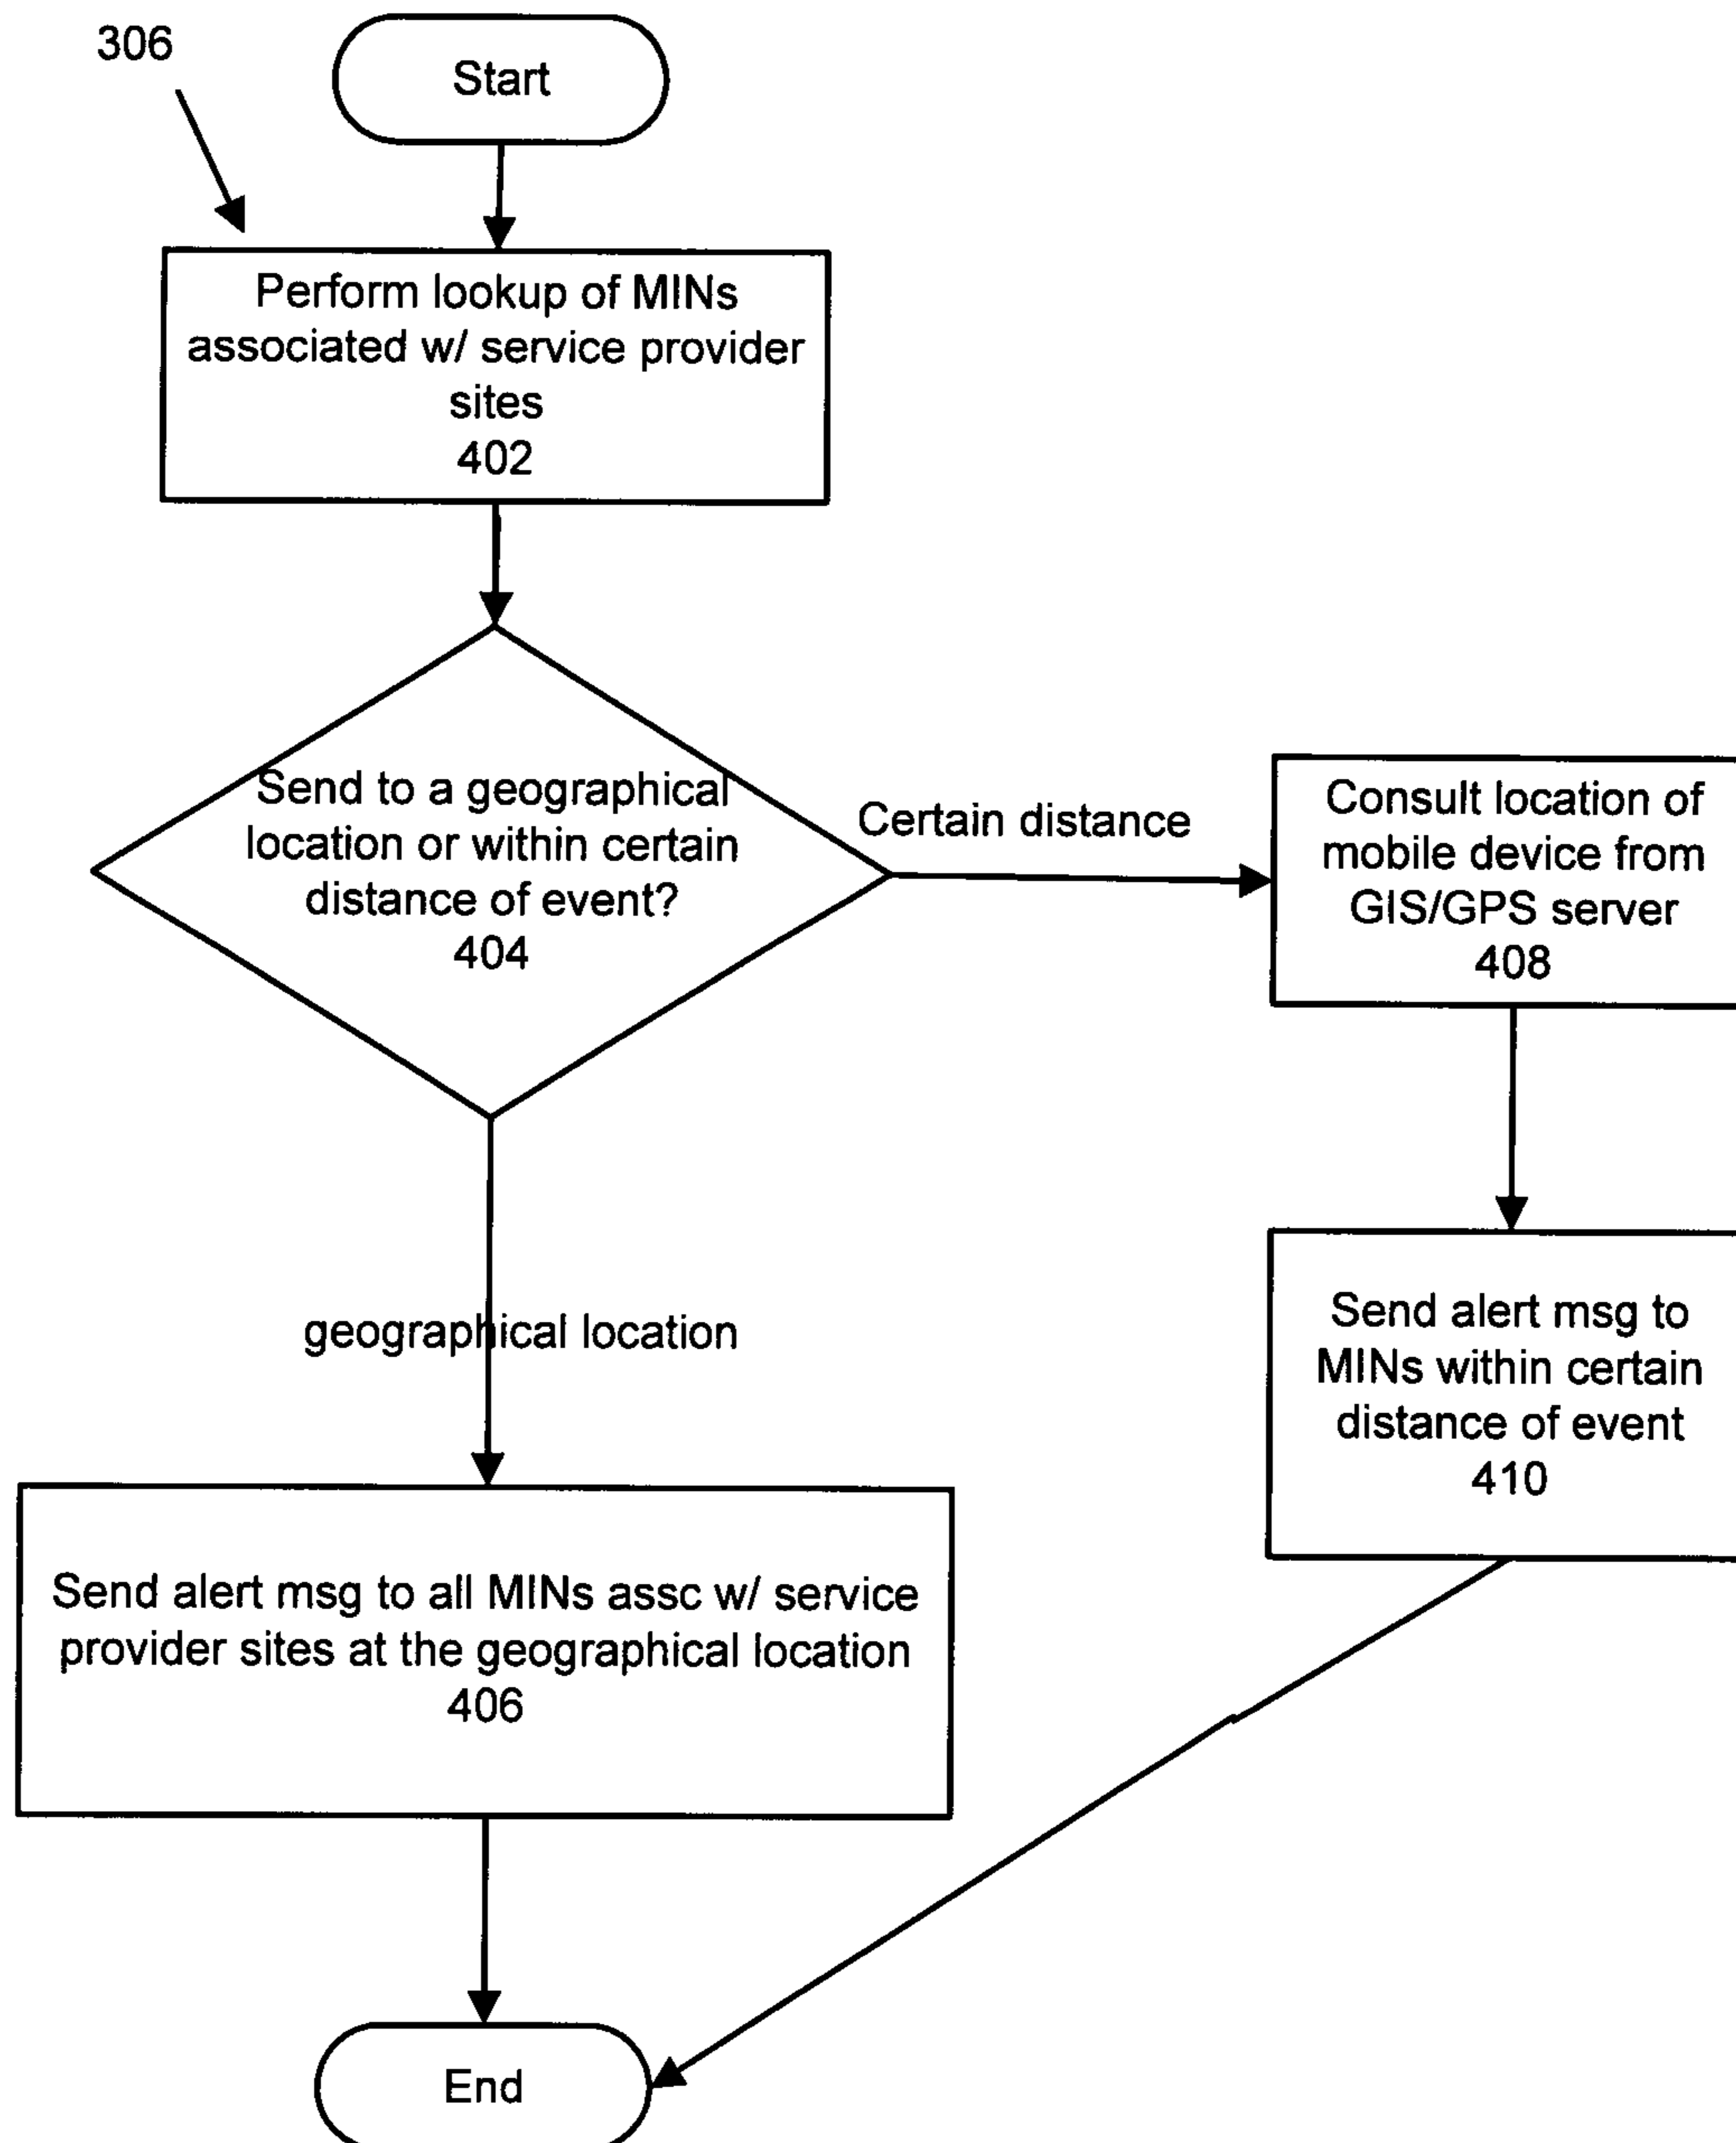 306
Start
Perform lookup of MINs
associated w/ service provider
sites
402
Send to a geographical
location or within certain
distance of event?
404
Certain distance
Consult location of
mobile device from
GIS/GPS server
408
geographical location
Send alert msg to
MINs within certain
distance of event
410
Send alert msg to all MINs assc w/ service
provider sites at the geographical location
406
End